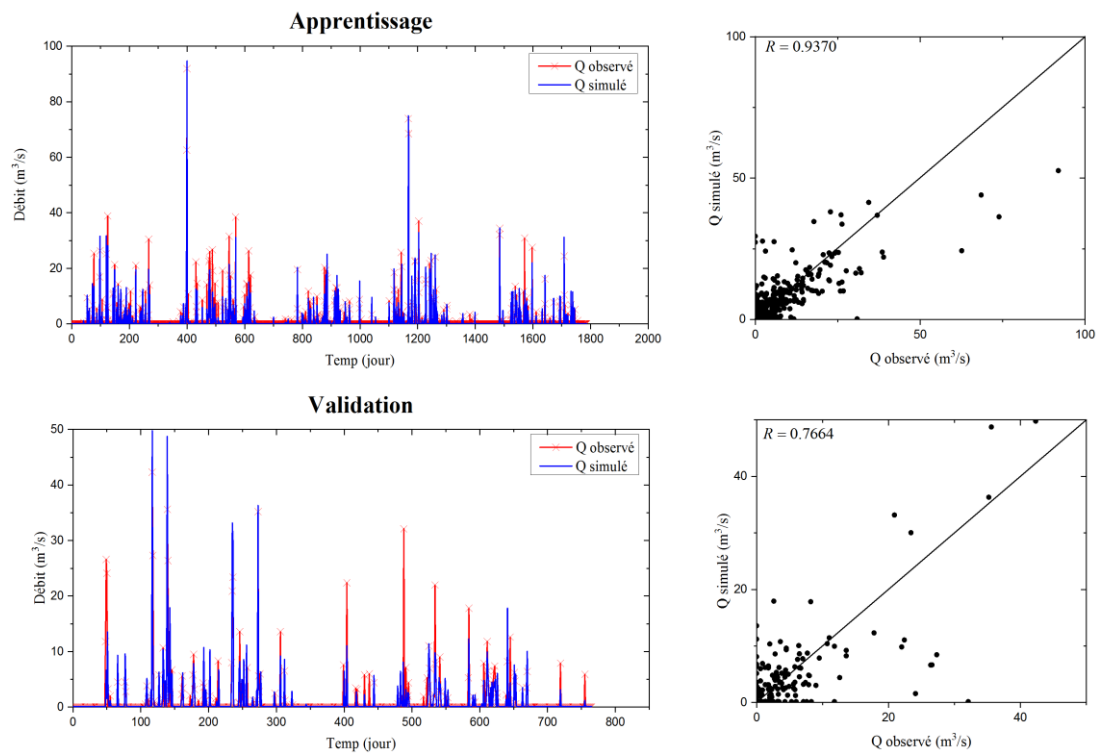 Apprentissage
100
80
60
40
20
0
Débit (m³/s)
Q observé
Q simulé
0 200 400 600 800 1000 1200 1400 1600 1800 2000
Temp (jour)
R = 0.9370
100
50
0
Q simulé (m³/s)
0 50 100
Q observé (m³/s)
Validation
50
40
30
20
10
0
Débit (m³/s)
Q observé
Q simulé
0 100 200 300 400 500 600 700 800
Temp (jour)
R = 0.7664
40
20
0
Q simulé (m³/s)
0 20 40
Q observé (m³/s)